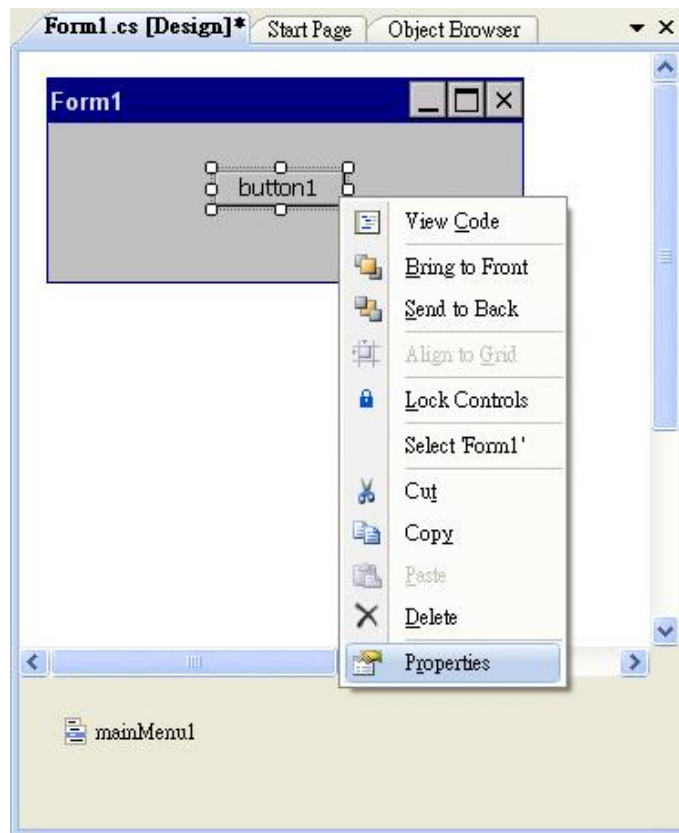 Form1.cs [Design]* Start Page Object Browser
Form1
button1
View Code
Bring to Front
Send to Back
Align to Grid
Lock Controls
Select 'Form1'
Cut
Copy
Paste
Delete
Properties
mainMenu1